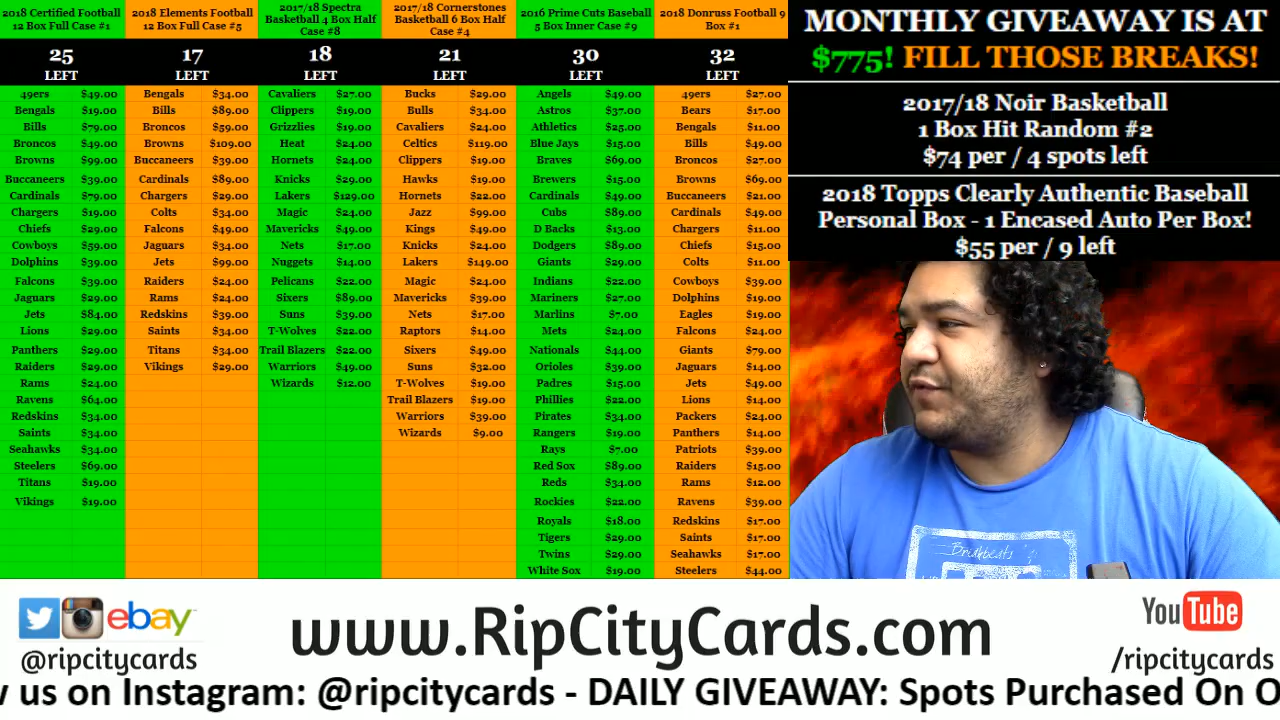 2018 Certified Football
12 Box Full Case #1
25
LEFT
49ers $49.00
Bengals $19.00
Bills $79.00
Broncos $49.00
Browns $99.00
Buccaneers $39.00
Cardinals $79.00
Chargers $19.00
Chiefs $29.00
Cowboys $59.00
Dolphins $39.00
Falcons $39.00
Jaguars $29.00
Jets $84.00
Lions $29.00
Panthers $29.00
Raiders $29.00
Rams $24.00
Ravens $64.00
Redskins $34.00
Saints $34.00
Seahawks $34.00
Steelers $69.00
Titans $19.00
Vikings $19.00
2018 Elements Football
12 Box Full Case #5
17
LEFT
Bengals $34.00
Bills $89.00
Broncos $59.00
Browns $109.00
Buccaneers $39.00
Cardinals $89.00
Chargers $29.00
Colts $34.00
Falcons $49.00
Jaguars $34.00
Jets $99.00
Raiders $24.00
Rams $24.00
Redskins $39.00
Saints $34.00
Titans $34.00
Vikings $29.00
2017/18 Spectra
Basketball 4 Box Half
Case #8
18
LEFT
Cavaliers $27.00
Clippers $19.00
Grizzlies $19.00
Heat $24.00
Hornets $24.00
Knicks $29.00
Lakers $129.00
Magic $24.00
Mavericks $49.00
Nets $17.00
Nuggets $14.00
Pelicans $22.00
Sixers $89.00
Suns $39.00
T-Wolves $22.00
Trail Blazers $22.00
Warriors $49.00
Wizards $12.00
2017/18 Cornerstones
Basketball 6 Box Half
Case #4
21
LEFT
Bucks $29.00
Bulls $34.00
Cavaliers $24.00
Celtics $119.00
Clippers $19.00
Hawks $19.00
Hornets $22.00
Jazz $99.00
Kings $49.00
Knicks $24.00
Lakers $149.00
Magic $24.00
Mavericks $39.00
Nets $17.00
Raptors $14.00
Sixers $49.00
Suns $32.00
T-Wolves $19.00
Trail Blazers $19.00
Warriors $39.00
Wizards $9.00
2016 Prime Cuts Baseball
5 Box Inner Case #9
30
LEFT
Angels $49.00
Astros $37.00
Athletics $25.00
Blue Jays $15.00
Braves $69.00
Brewers $15.00
Cardinals $49.00
Cubs $89.00
D Backs $13.00
Dodgers $89.00
Giants $29.00
Indians $22.00
Mariners $27.00
Marlins $7.00
Mets $24.00
Nationals $44.00
Orioles $39.00
Padres $15.00
Phillies $22.00
Pirates $34.00
Rangers $19.00
Rays $7.00
Red Sox $89.00
Reds $34.00
Rockies $22.00
Royals $18.00
Tigers $29.00
Twins $29.00
White Sox $19.00
2018 Donruss Football 9
Box #1
32
LEFT
49ers $27.00
Bears $17.00
Bengals $11.00
Bills $49.00
Broncos $27.00
Browns $69.00
Buccaneers $21.00
Cardinals $49.00
Chargers $11.00
Chiefs $15.00
Colts $11.00
Cowboys $39.00
Dolphins $19.00
Eagles $19.00
Falcons $24.00
Giants $79.00
Jaguars $14.00
Jets $49.00
Lions $14.00
Packers $24.00
Panthers $14.00
Patriots $39.00
Raiders $15.00
Rams $12.00
Ravens $39.00
Redskins $17.00
Saints $17.00
Seahawks $17.00
Steelers $44.00
MONTHLY GIVEAWAY IS AT
$775! FILL THOSE BREAKS!
2017/18 Noir Basketball
1 Box Hit Random #2
$74 per / 4 spots left
2018 Topps Clearly Authentic Baseball
Personal Box - 1 Encased Auto Per Box!
$55 per / 9 left
ebay
@ripcitycards
www.RipCityCards.com
YouTube
/ripcitycards
us on Instagram: @ripcitycards - DAILY GIVEAWAY: Spots Purchased On